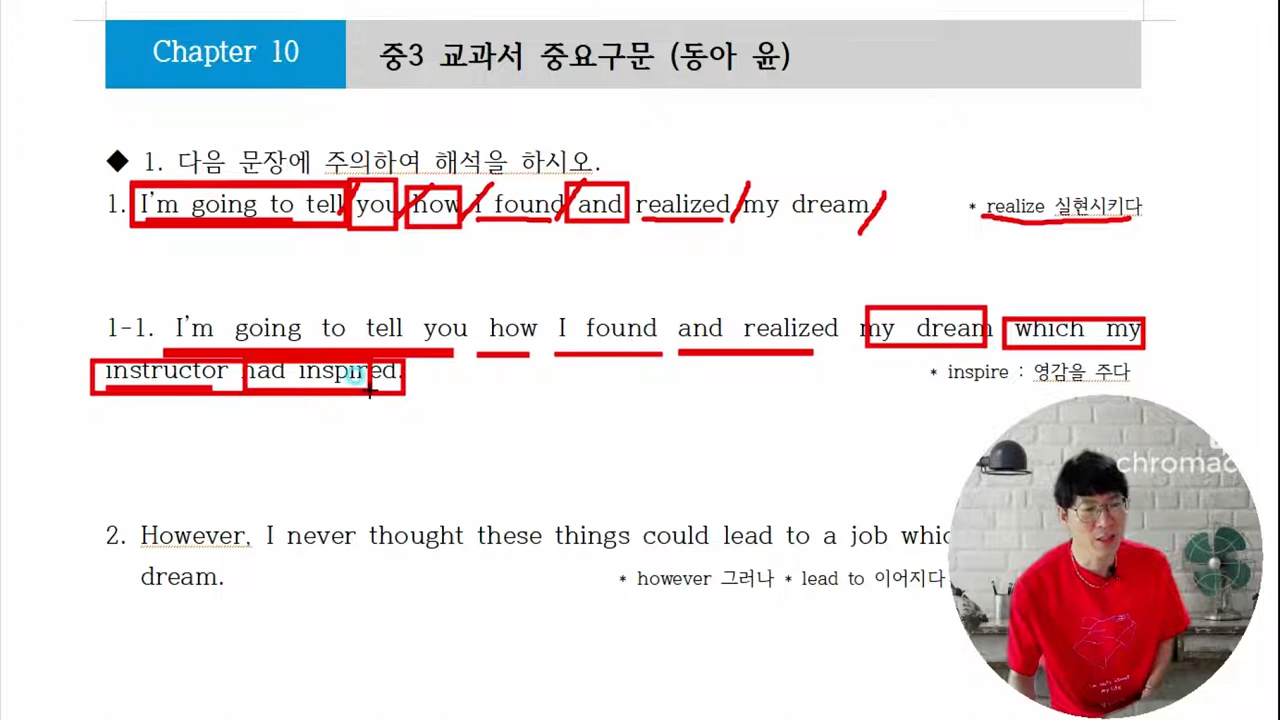 Chapter 10
중3 교과서 중요구문 (동아 윤)
◆ 1. 다음 문장에 주의하여 해석을 하시오.
1. I'm going to tell you how I found and realized my dream. * realize 실현시키다
1-1. I'm going to tell you how I found and realized my dream which my
instructor had inspired. * inspire : 영감을 주다
chromac
2. However, I never thought these things could lead to a job
dream. * however 그러나 * lead to 이어지다